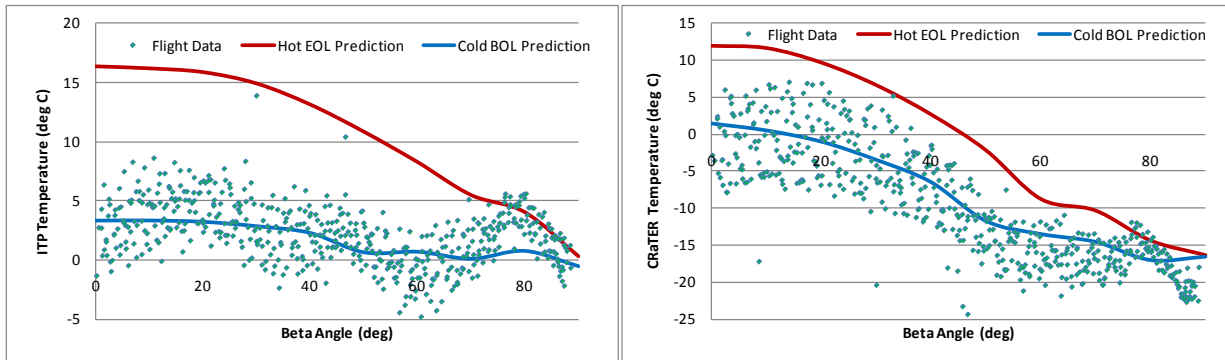 20
15
10
5
0
-5
0
20
40
60
80
ITP Temperature (deg C)
Beta Angle (deg)
Flight Data
Hot EOL Prediction
Cold BOL Prediction
15
10
5
0
-5
-10
-15
-20
-25
0
20
40
60
80
CRaTER Temperature (deg C)
Beta Angle (deg)
Flight Data
Hot EOL Prediction
Cold BOL Prediction